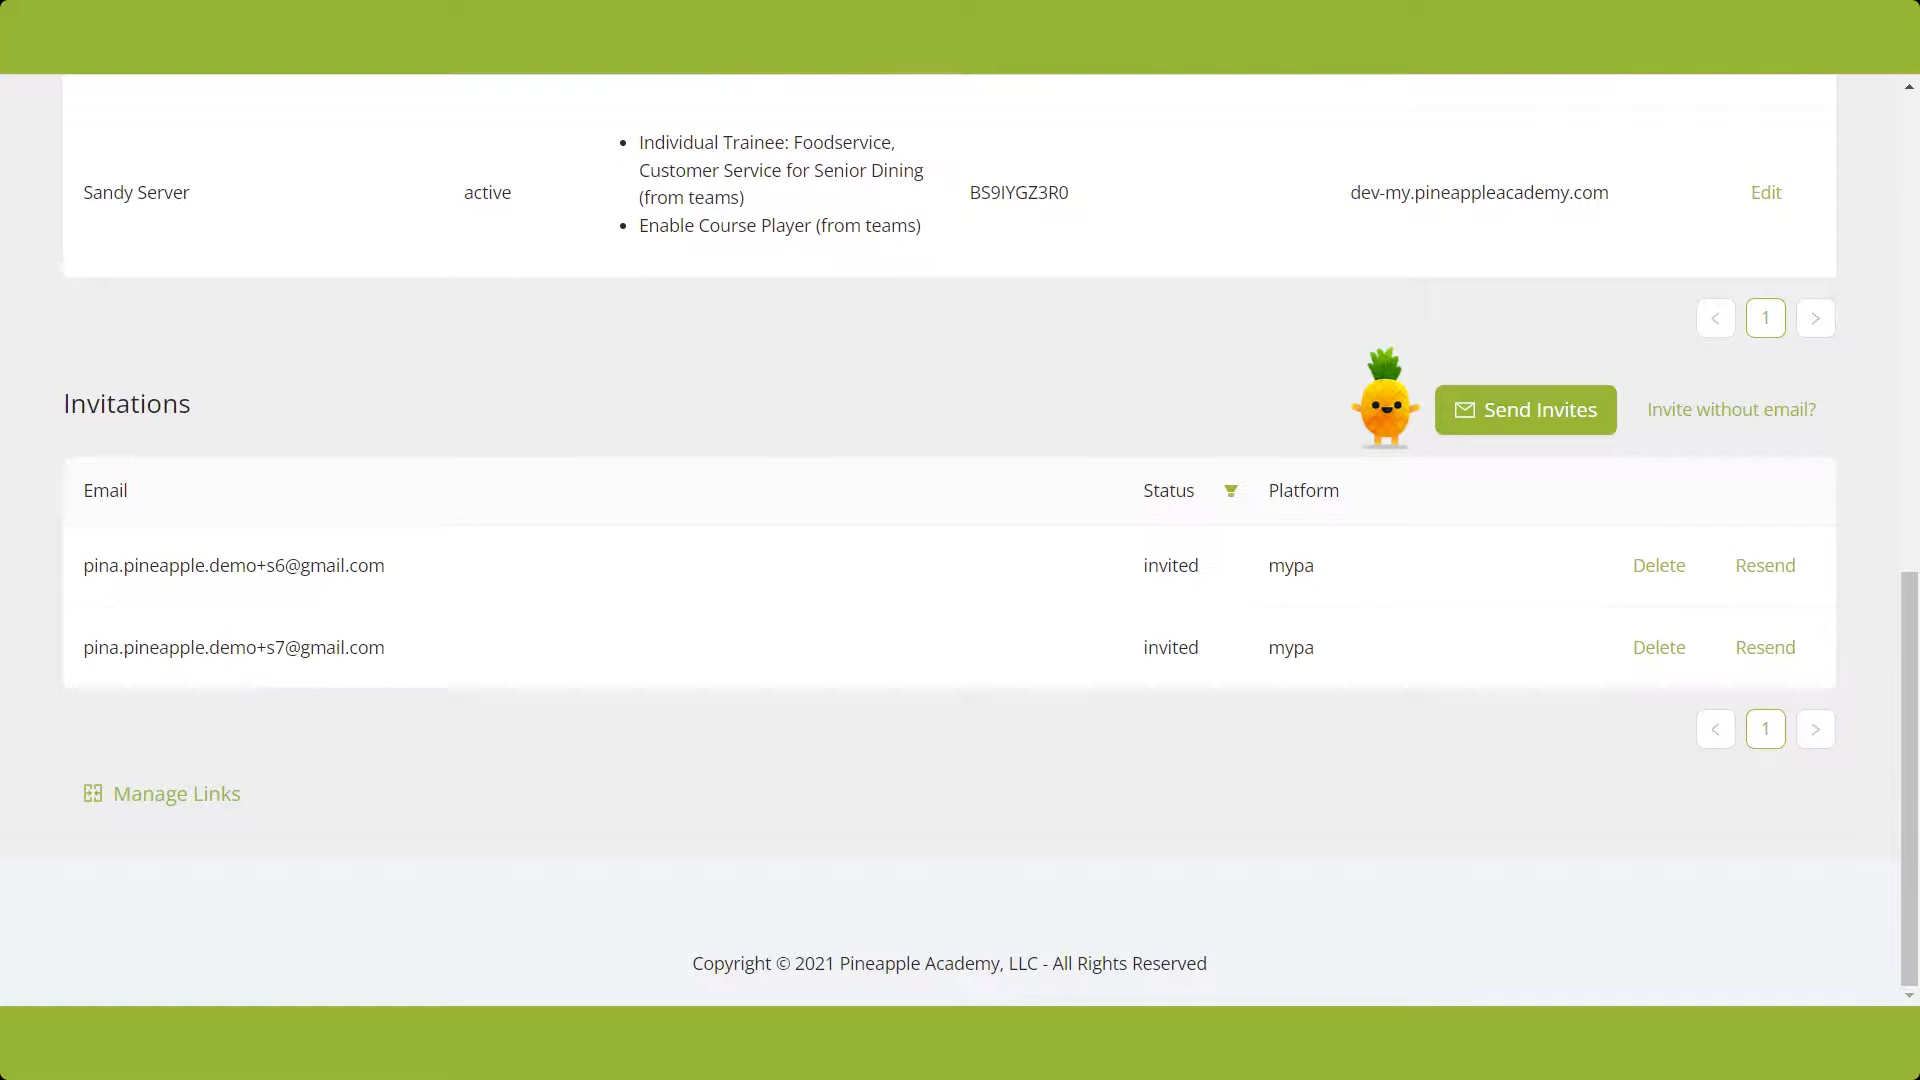 Sandy Server
active
• Individual Trainee: Foodservice,
Customer Service for Senior Dining
(from teams)
• Enable Course Player (from teams)
BS9IYGZ3R0
dev-my.pineappleacademy.com
Edit
< 1 >
Invitations
Send Invites
Invite without email?
Email Status Platform
pina.pineapple.demo+s6@gmail.com invited mypa Delete Resend
pina.pineapple.demo+s7@gmail.com invited mypa Delete Resend
< 1 >
Manage Links
Copyright © 2021 Pineapple Academy, LLC - All Rights Reserved